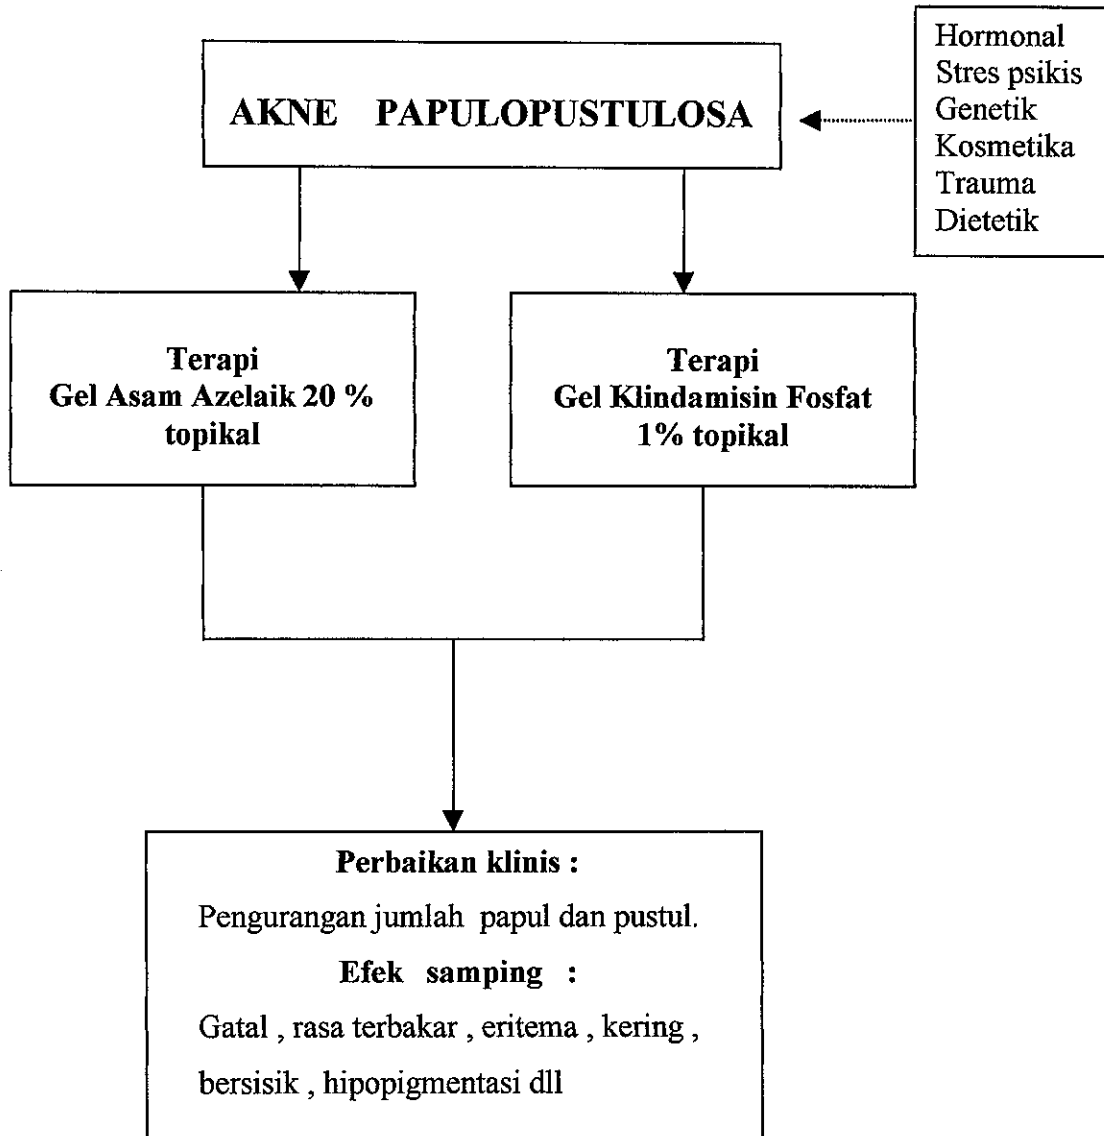 AKNE PAPULOPUSTULOSA
Hormonal
Stres psikis
Genetik
Kosmetika
Trauma
Dietetik
Terapi
Gel Asam Azelaik 20 %
topikal
Terapi
Gel Klindamisin Fosfat
1% topikal
Perbaikan klinis :
Pengurangan jumlah papul dan pustul.
Efek samping :
Gatal , rasa terbakar , eritema , kering ,
bersisik , hipopigmentasi dll